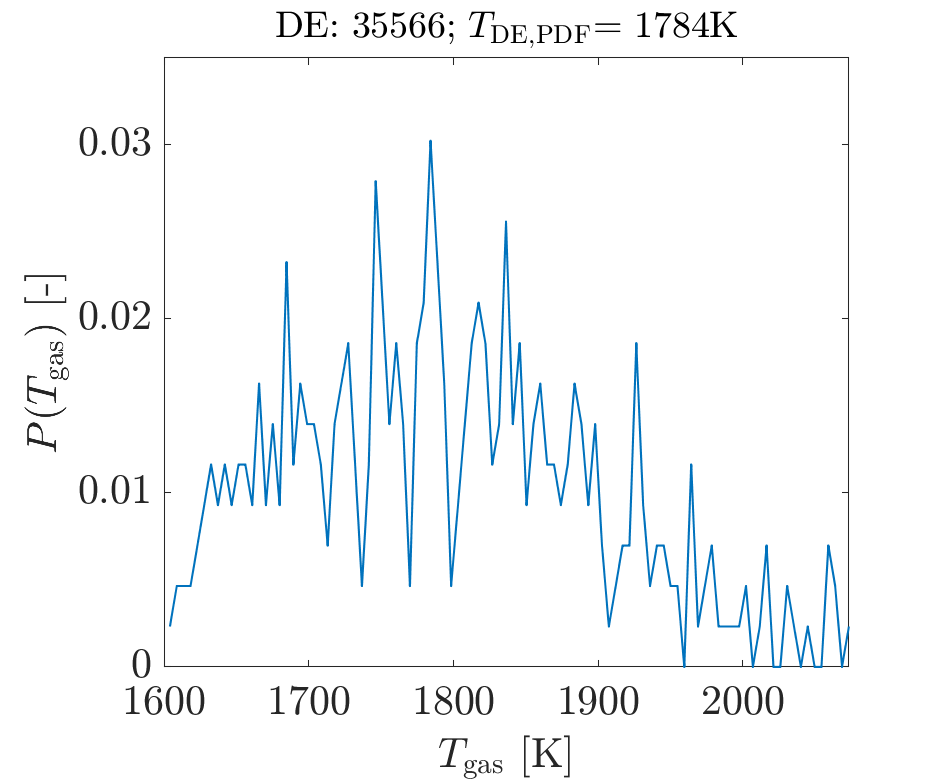 DE: 35566; T_DE,PDF= 1784K
0.03
0.02
0.01
0
P(T_gas) [-]
1600 1700 1800 1900 2000
T_gas [K]